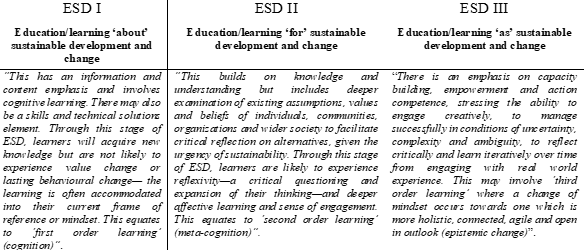 ESD I
Education/learning ‘about’
sustainable development and
change
“This has an information and
content emphasis and involves
cognitive learning. There may also
be a skills and technical solutions
element. Through this stage of
ESD, learners will acquire new
knowledge but are not likely to
experience value change or
lasting behavioural change— the
learning is often accommodated
into their current frame of
reference or mindset. This equates
to ‘first order learning’
(cognition)”.
ESD II
Education/learning ‘for’ sustainable
development and change
“This builds on knowledge and
understanding but includes deeper
examination of existing assumptions, values
and beliefs of individuals, communities,
organizations and wider society to facilitate
critical reflection on alternatives, given the
urgency of sustainability. Through this stage
of ESD, learners are likely to experience
reflexivity—a critical questioning and
expansion of their thinking—and deeper
affective learning and sense of engagement.
This equates to ‘second order learning’
(meta-cognition)”.
ESD III
Education/learning ‘as’ sustainable
development and change
“There is an emphasis on capacity
building, empowerment and action
competence, stressing the ability to
engage creatively, to manage
successfully in conditions of uncertainty,
complexity and ambiguity, to reflect
critically and learn iteratively over time
from engaging with real world
experience. This may involve ‘third
order learning’ where a change of
mindset occurs towards one which is
more holistic, connected, agile and open
in outlook (epistemic change)”.